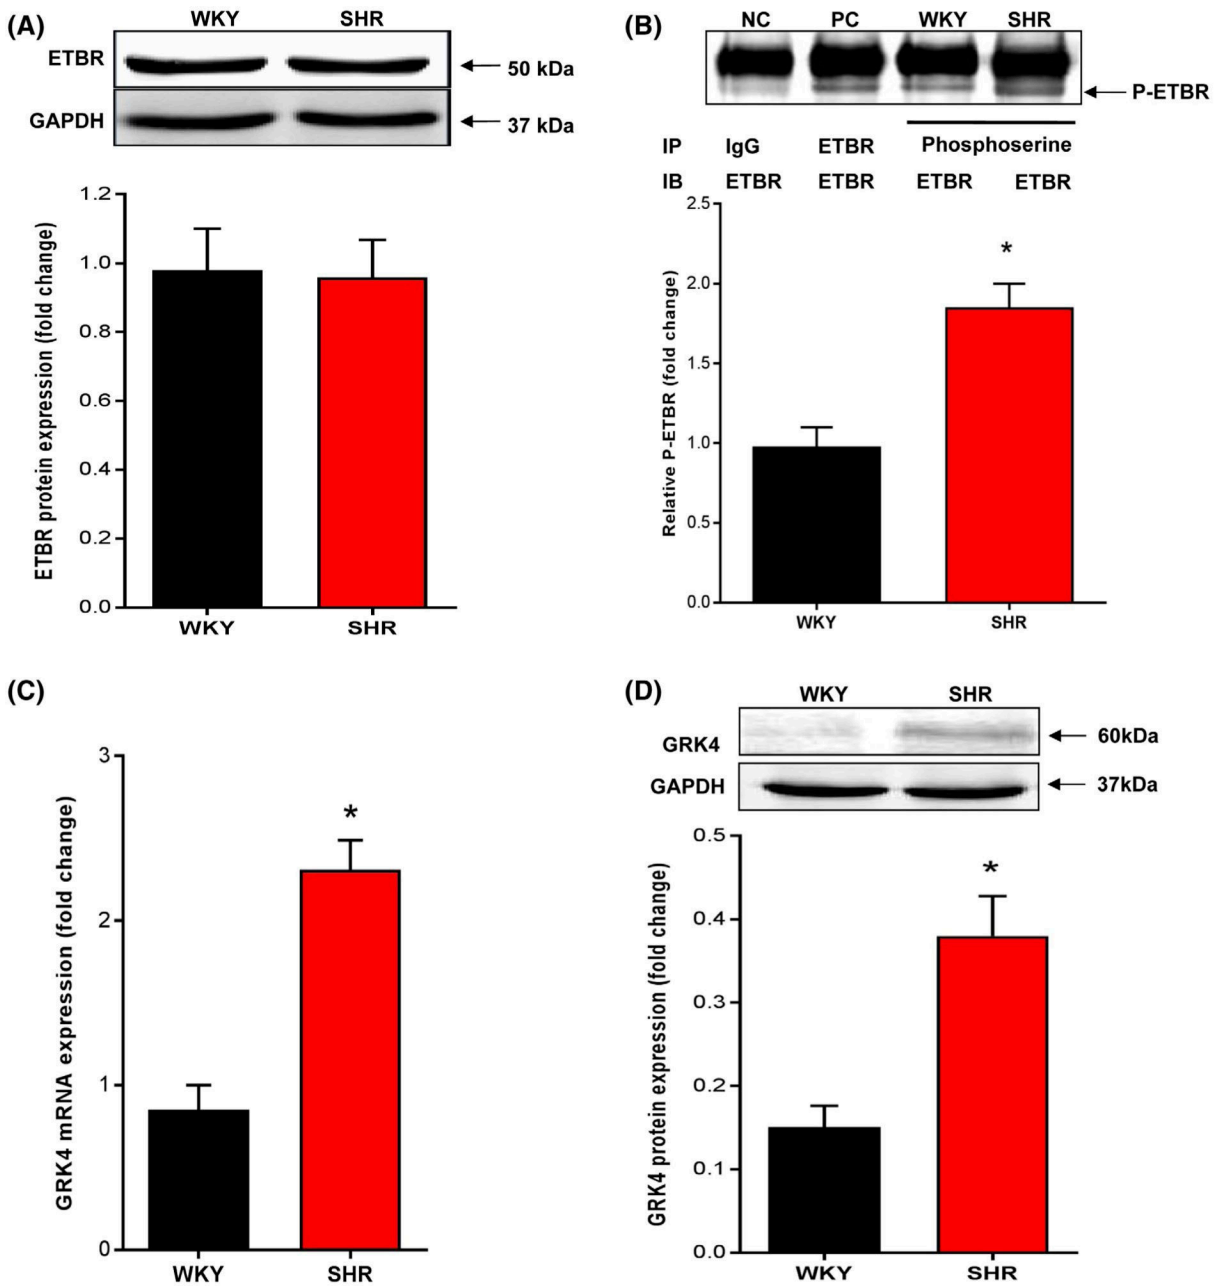 (A)
WKY SHR
ETBR
50 kDa
GAPDH
37 kDa
1.2
1.0
0.8
0.6
0.4
0.2
0.0
ETBR protein expression (fold change)
WKY SHR
(B)
NC PC WKY SHR
P-ETBR
IP IgG ETBR Phosphoserine
IB ETBR ETBR ETBR ETBR
2.5
2.0
1.5
1.0
0.5
0.0
Relative P-ETBR (fold change)
*
WKY SHR
(C)
3
2
1
0
GRK4 mRNA expression (fold change)
*
WKY SHR
(D)
WKY SHR
GRK4
60kDa
GAPDH
37kDa
0.5
0.4
0.3
0.2
0.1
0.0
GRK4 protein expression (fold change)
*
WKY SHR